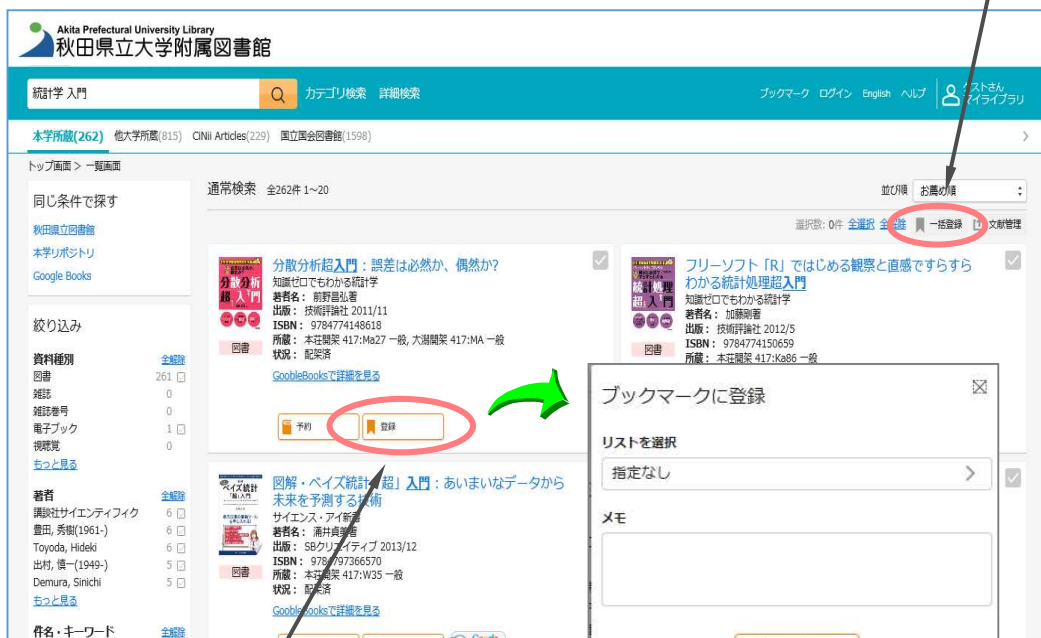 Akita Prefectural University Library
秋田県立大学附属図書館
統計学 入門
カテゴリ検索 詳細検索
ブックマーク ログイン English ヘルプ
ゲストさん
マイライブラリ
本学所蔵(262) 他大学所蔵(815) CiNii Articles(229) 国立国会図書館(1598)
トップ画面 > 一覧画面
同じ条件で探す
秋田県立図書館
本学リポジトリ
Google Books
絞り込み
資料種別 全解除
図書 261
雑誌 0
雑誌巻号 0
電子ブック 1
視聴覚 0
もっと見る
著者 全解除
講談社サイエンティフィク 6
豊田, 秀樹(1961-) 6
Toyoda, Hideki 6
出村, 慎一(1949-) 5
Demura, Sinichi 5
もっと見る
件名・キーワード 全解除
通常検索 全262件 1~20
並び順 お薦め順
選択数: 0件 全選択 全解除 一括登録 文献管理
分散分析超入門:誤差は必然か、偶然か?
知識ゼロでもわかる統計学
著者名: 前野昌弘著
出版: 技術評論社 2011/11
ISBN: 9784774148618
所蔵: 本荘開架 417:Ma27 一般, 大潟開架 417:MA 一般
状況: 配架済
GoobleBooksで詳細を見る
図書
予約
登録
フリーソフト「R」ではじめる観察と直感ですらすら
わかる統計処理超入門
知識ゼロでもわかる統計学
著者名: 加藤剛著
出版: 技術評論社 2012/5
ISBN: 9784774150659
所蔵: 本荘開架 417:Ka86 一般
図書
図解・ベイズ統計「超」入門:あいまいなデータから
未来を予測する技術
サイエンス・アイ新書
著者名: 涌井貞美著
出版: SBクリエイティブ 2013/12
ISBN: 9784797366570
所蔵: 本荘開架 417:W35 一般
状況: 配架済
GoobleBooksで詳細を見る
図書
ブックマークに登録
リストを選択
指定なし
メモ